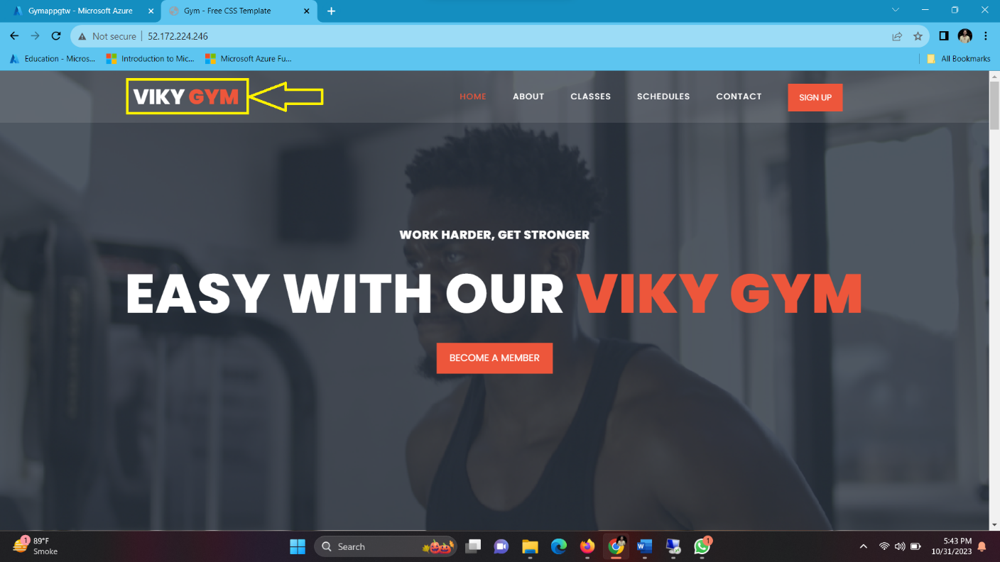 Gymappgtw - Microsoft Azure
Gym - Free CSS Template
Not secure | 52.172.224.246
Education - Micros...
Introduction to Mic...
Microsoft Azure Fu...
All Bookmarks
VIKY GYM
HOME
ABOUT
CLASSES
SCHEDULES
CONTACT
SIGN UP
WORK HARDER, GET STRONGER
EASY WITH OUR VIKY GYM
BECOME A MEMBER
1
89°F
Smoke
Search
1
5:43 PM
10/31/2023